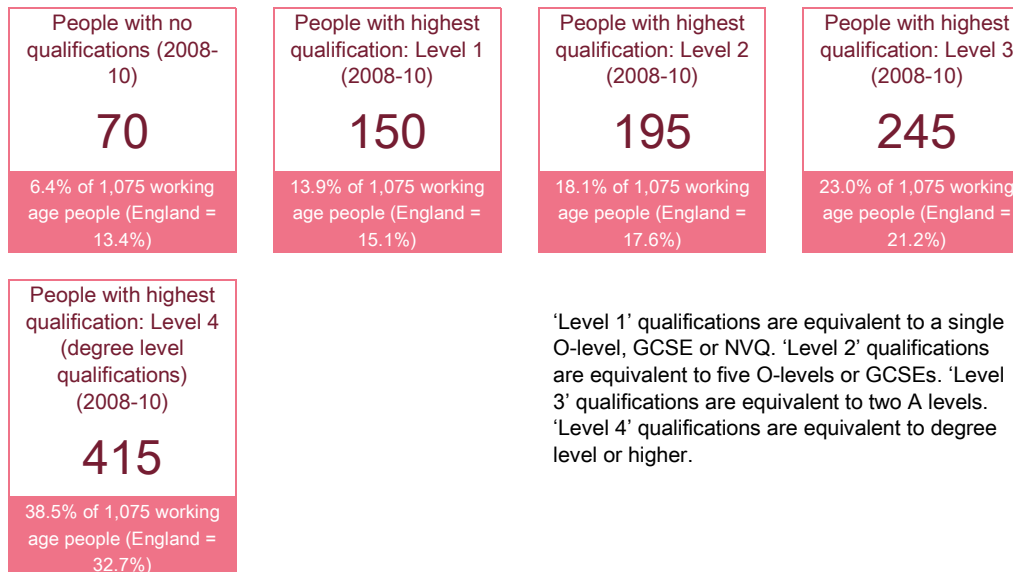 People with no
qualifications (2008-
10)
70
6.4% of 1,075 working
age people (England =
13.4%)
People with highest
qualification: Level 1
(2008-10)
150
13.9% of 1,075 working
age people (England =
15.1%)
People with highest
qualification: Level 2
(2008-10)
195
18.1% of 1,075 working
age people (England =
17.6%)
People with highest
qualification: Level 3
(2008-10)
245
23.0% of 1,075 working
age people (England =
21.2%)
People with highest
qualification: Level 4
(degree level
qualifications)
(2008-10)
415
38.5% of 1,075 working
age people (England =
32.7%)
‘Level 1’ qualifications are equivalent to a single
O-level, GCSE or NVQ. ‘Level 2’ qualifications
are equivalent to five O-levels or GCSEs. ‘Level
3’ qualifications are equivalent to two A levels.
‘Level 4’ qualifications are equivalent to degree
level or higher.